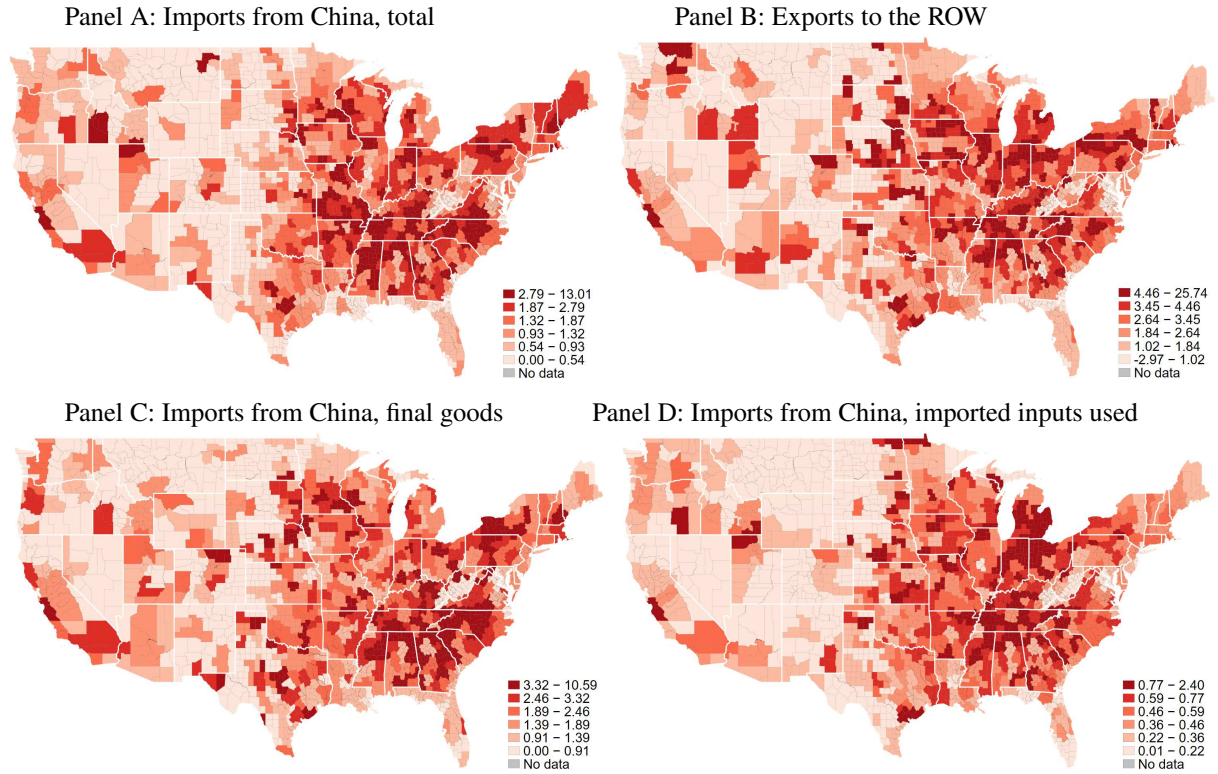 Panel A: Imports from China, total
Panel B: Exports to the ROW
2.79 – 13.01
1.87 – 2.79
1.32 – 1.87
0.93 – 1.32
0.54 – 0.93
0.00 – 0.54
No data
4.46 – 25.74
3.45 – 4.46
2.64 – 3.45
1.84 – 2.64
1.02 – 1.84
-2.97 – 1.02
No data
Panel C: Imports from China, final goods
Panel D: Imports from China, imported inputs used
3.32 – 10.59
2.46 – 3.32
1.89 – 2.46
1.39 – 1.89
0.91 – 1.39
0.00 – 0.91
No data
0.77 – 2.40
0.59 – 0.77
0.46 – 0.59
0.36 – 0.46
0.22 – 0.36
0.01 – 0.22
No data